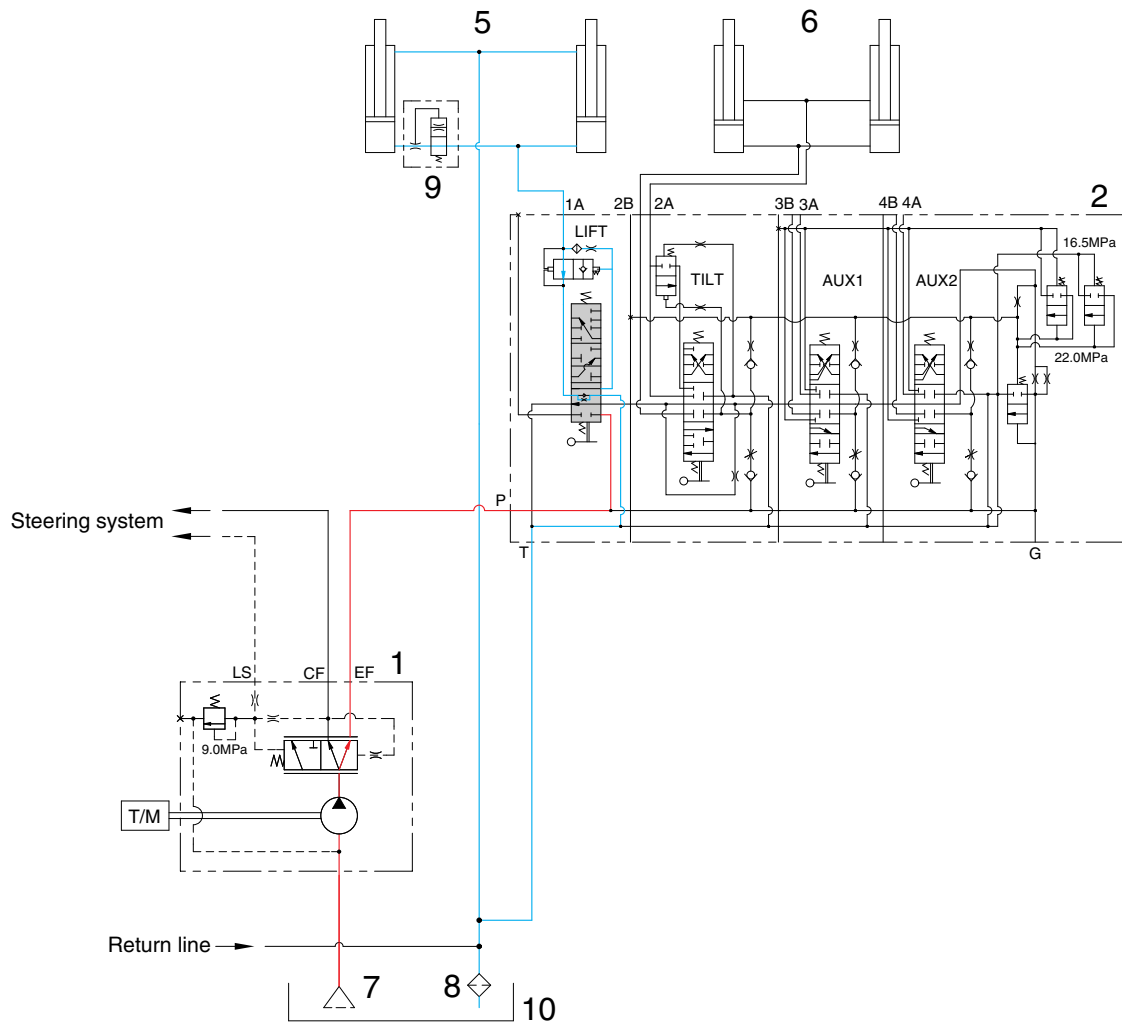 5
6
9
1A
2B
2A
3B
3A
4B
4A
2
LIFT
TILT
AUX1
AUX2
16.5MPa
22.0MPa
P
Steering system
T
G
LS
CF
EF
1
9.0MPa
T/M
Return line
7
8
10